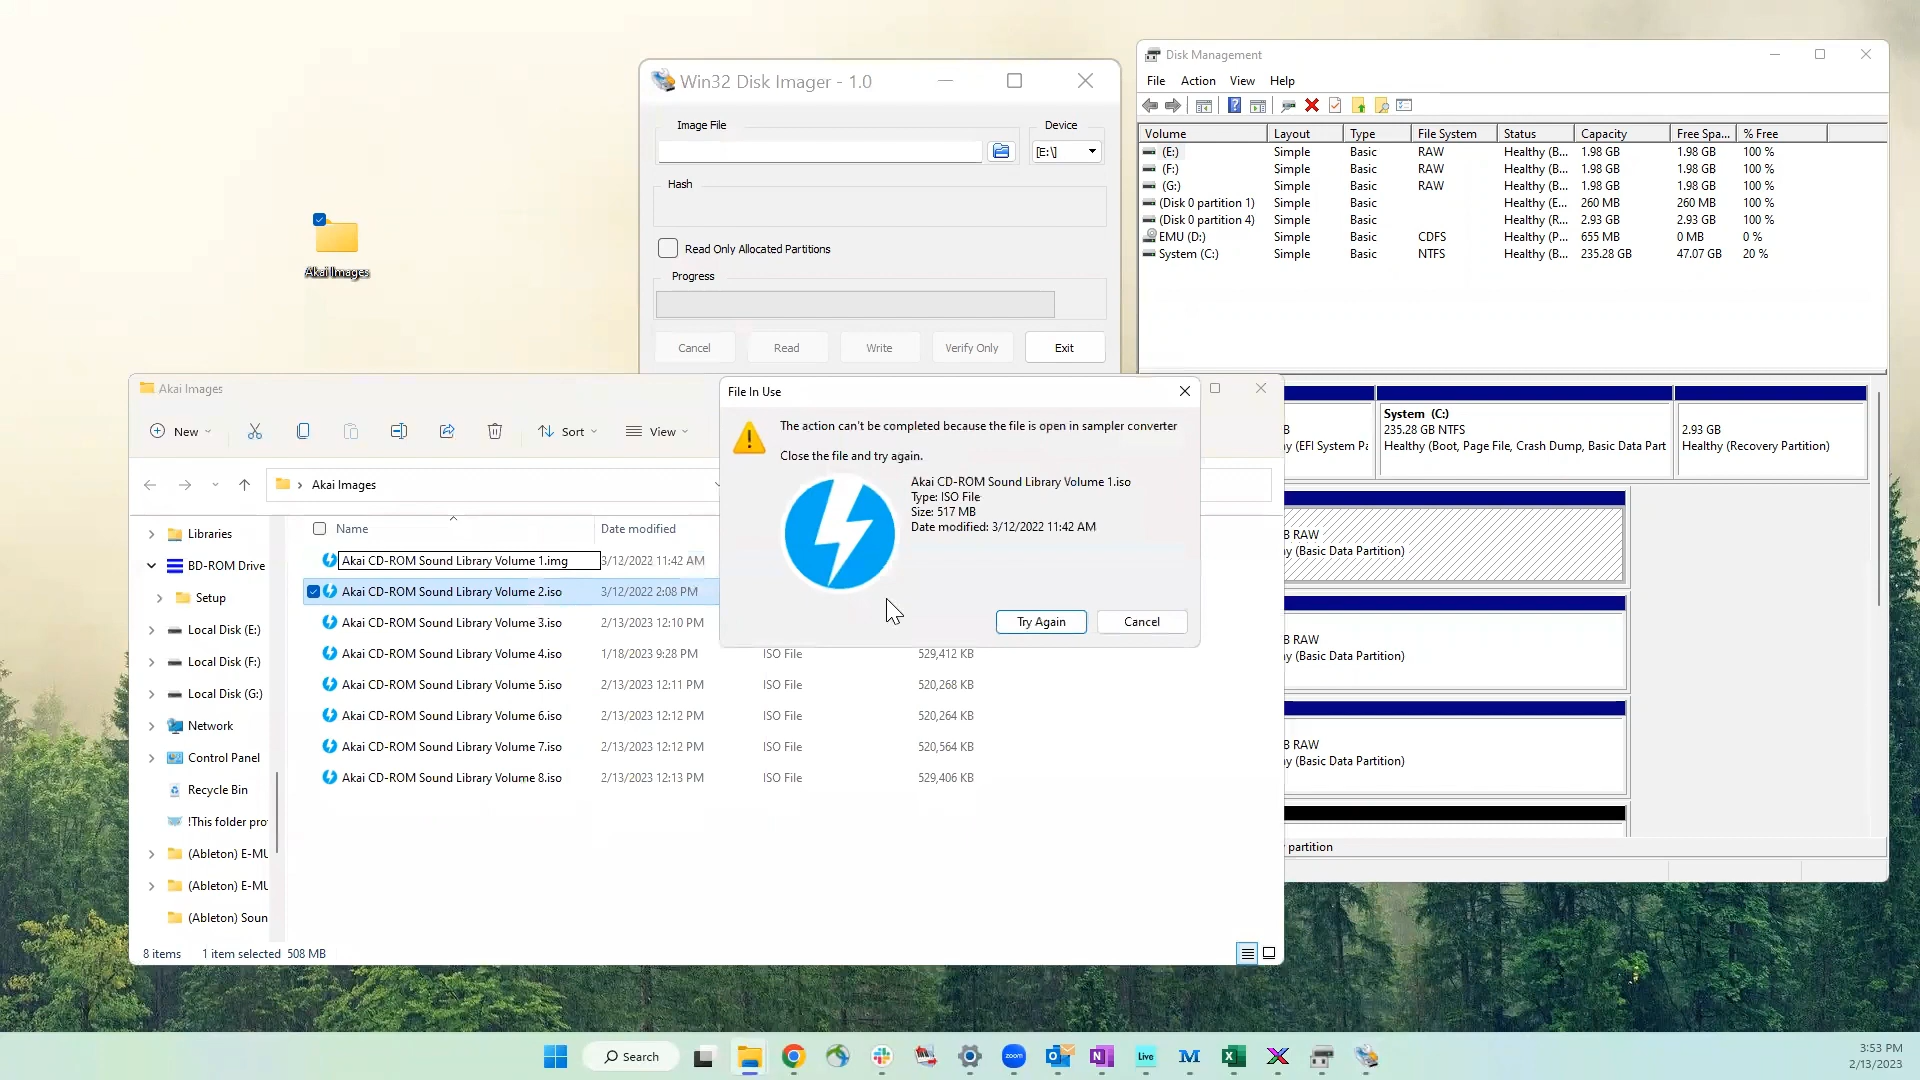 Akai Images
Win32 Disk Imager - 1.0
Image File
Device
[E:\]
Hash
Read Only Allocated Partitions
Progress
Cancel
Read
Write
Verify Only
Exit
Disk Management
File Action View Help
Volume Layout Type File System Status Capacity Free Spa... % Free
(E:) Simple Basic RAW Healthy (B... 1.98 GB 1.98 GB 100 %
(F:) Simple Basic RAW Healthy (B... 1.98 GB 1.98 GB 100 %
(G:) Simple Basic RAW Healthy (B... 1.98 GB 1.98 GB 100 %
(Disk 0 partition 1) Simple Basic Healthy (E... 260 MB 260 MB 100 %
(Disk 0 partition 4) Simple Basic Healthy (R... 2.93 GB 2.93 GB 100 %
EMU (D:) Simple Basic CDFS Healthy (P... 655 MB 0 MB 0 %
System (C:) Simple Basic NTFS Healthy (B... 235.28 GB 47.07 GB 20 %
B
y (EFI System Pa
System (C:)
235.28 GB NTFS
Healthy (Boot, Page File, Crash Dump, Basic Data Part
2.93 GB
Healthy (Recovery Partition)
B RAW
y (Basic Data Partition)
B RAW
y (Basic Data Partition)
B RAW
y (Basic Data Partition)
partition
Akai Images
New
Sort
View
Akai Images
Libraries
BD-ROM Drive
Setup
Local Disk (E:)
Local Disk (F:)
Local Disk (G:)
Network
Control Panel
Recycle Bin
!This folder pro
(Ableton) E-MU
(Ableton) E-MU
(Ableton) Soun
Name Date modified
Akai CD-ROM Sound Library Volume 1.img 3/12/2022 11:42 AM
Akai CD-ROM Sound Library Volume 2.iso 3/12/2022 2:08 PM
Akai CD-ROM Sound Library Volume 3.iso 2/13/2023 12:10 PM
Akai CD-ROM Sound Library Volume 4.iso 1/18/2023 9:28 PM ISO File 529,412 KB
Akai CD-ROM Sound Library Volume 5.iso 2/13/2023 12:11 PM ISO File 520,268 KB
Akai CD-ROM Sound Library Volume 6.iso 2/13/2023 12:12 PM ISO File 520,264 KB
Akai CD-ROM Sound Library Volume 7.iso 2/13/2023 12:12 PM ISO File 520,564 KB
Akai CD-ROM Sound Library Volume 8.iso 2/13/2023 12:13 PM ISO File 529,406 KB
8 items 1 item selected 508 MB
File In Use
The action can't be completed because the file is open in sampler converter
Close the file and try again.
Akai CD-ROM Sound Library Volume 1.iso
Type: ISO File
Size: 517 MB
Date modified: 3/12/2022 11:42 AM
Try Again
Cancel
Search
zoom
Live
3:53 PM
2/13/2023